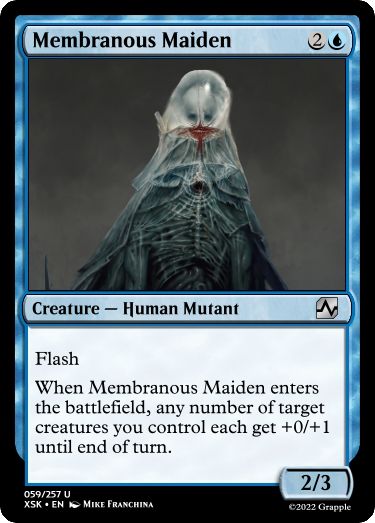 Membranous Maiden 2
Creature — Human Mutant
Flash
When Membranous Maiden enters
the battlefield, any number of target
creatures you control each get +0/+1
until end of turn.
2/3
059/257 U
XSK • EN Mike Franchina
©2022 Grapple